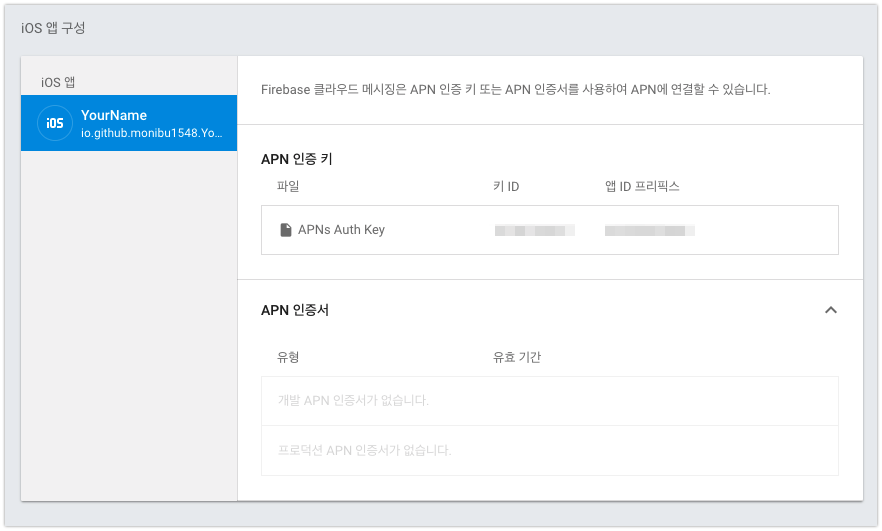 iOS 앱 구성
iOS 앱
iOS
YourName
io.github.monibu1548.Yo...
Firebase 클라우드 메시징은 APN 인증 키 또는 APN 인증서를 사용하여 APN에 연결할 수 있습니다.
APN 인증 키
파일 키 ID 앱 ID 프리픽스
APNs Auth Key
APN 인증서
유형 유효 기간
개발 APN 인증서가 없습니다.
프로덕션 APN 인증서가 없습니다.